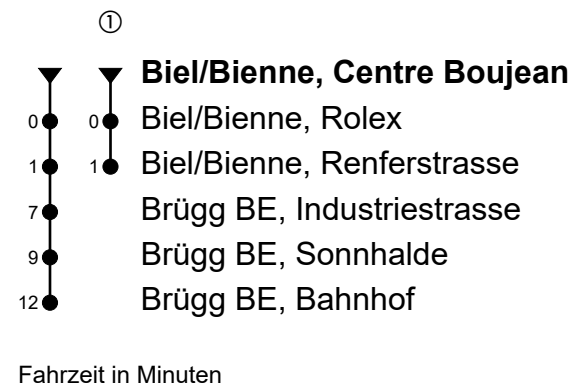 ①
Biel/Bienne, Centre Boujean
0 0 Biel/Bienne, Rolex
1 1 Biel/Bienne, Renferstrasse
7 Brügg BE, Industriestrasse
9 Brügg BE, Sonnhalde
12 Brügg BE, Bahnhof
Fahrzeit in Minuten